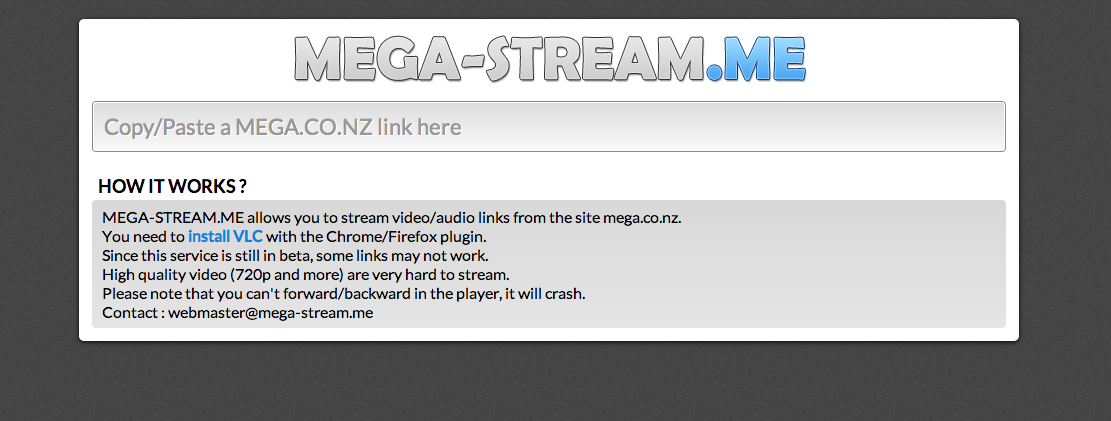 MEGA-STREAM.ME
Copy/Paste a MEGA.CO.NZ link here
HOW IT WORKS ?
MEGA-STREAM.ME allows you to stream video/audio links from the site mega.co.nz.
You need to install VLC with the Chrome/Firefox plugin.
Since this service is still in beta, some links may not work.
High quality video (720p and more) are very hard to stream.
Please note that you can't forward/backward in the player, it will crash.
Contact : webmaster@mega-stream.me